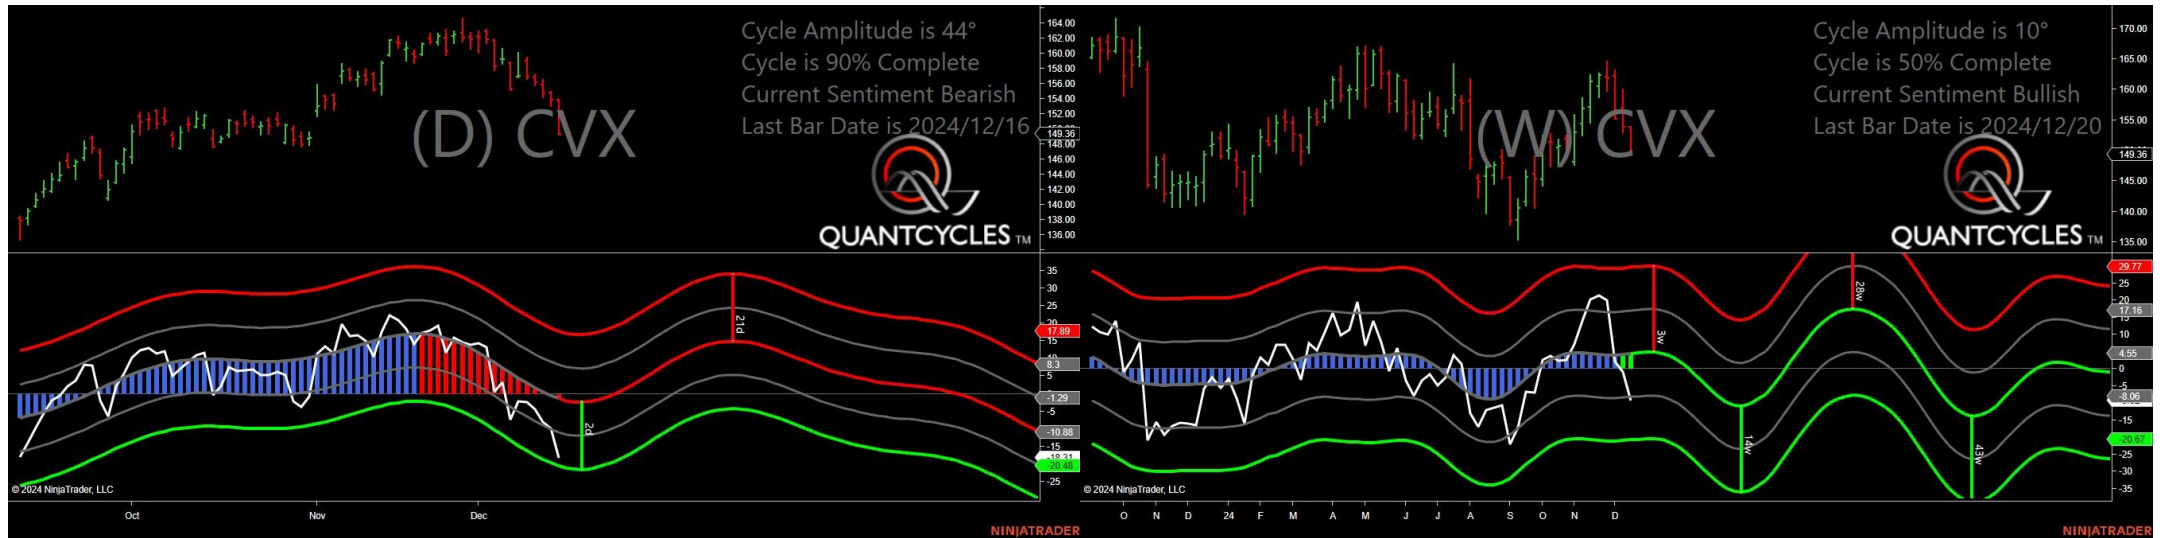 Cycle Amplitude is 44°
Cycle is 90% Complete
Current Sentiment Bearish
Last Bar Date is 2024/12/16
(D) CVX
QUANTCYCLES TM
164.00
162.00
160.00
158.00
156.00
154.00
152.00
149.36
148.00
146.00
144.00
142.00
140.00
138.00
136.00
35
30
25
20
17.89
8.3
5
-1.29
-5
-10.88
-15
-18.31
-20.48
-25
21d
2d
© 2024 NinjaTrader, LLC
Oct Nov Dec
NINJATRADER
Cycle Amplitude is 10°
Cycle is 50% Complete
Current Sentiment Bullish
Last Bar Date is 2024/12/20
(W) CVX
QUANTCYCLES TM
170.00
165.00
160.00
155.00
149.36
145.00
140.00
135.00
29.77
25
20
17.16
15
10
4.55
0
-5
-8.06
-15
-20.67
-25
-30
-35
3w
14w
28w
43w
© 2024 NinjaTrader, LLC
O N D 24 F M A M J J A S O N D
NINJATRADER